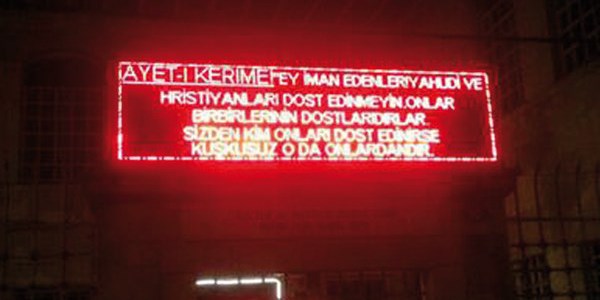 AYET-İ KERİME EY İMAN EDENLER!YAHUDİ VE
HRİSTİYANLARI DOST EDİNMEYİN.ONLAR
BİRBİRLERİNİN DOSTLARIDIRLAR.
SİZDEN KİM ONLARI DOST EDİNİRSE
KUŞKUSUZ O DA ONLARDANDIR.